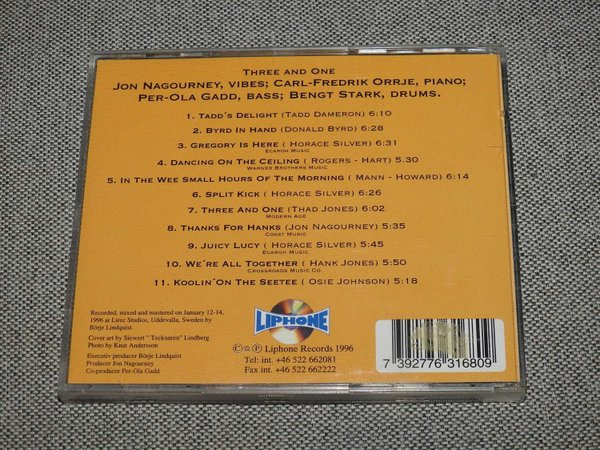 THREE AND ONE
JON NAGOURNEY, VIBES; CARL-FREDRIK ORRJE, PIANO;
PER-OLA GADD, BASS; BENGT STARK, DRUMS.
1. TADD´S DELIGHT (TADD DAMERON) 6:10
2. BYRD IN HAND (DONALD BYRD) 6:28
3. GREGORY IS HERE ( HORACE SILVER) 6:31
ECAROH MUSIC
4. DANCING ON THE CEILING ( ROGERS - HART) 5.30
WARNER BROTHERS MUSIC
5. IN THE WEE SMALL HOURS OF THE MORNING ( MANN - HOWARD) 6:14
6. SPLIT KICK ( HORACE SILVER) 6:26
7. THREE AND ONE (THAD JONES) 6:02
MODERN AGE
8. THANKS FOR HANKS (JON NAGOURNEY) 5:35
COAST MUSIC
9. JUICY LUCY ( HORACE SILVER) 5:45
ECAROH MUSIC
10. WE'RE ALL TOGETHER ( HANK JONES) 5:50
CROSSROADS MUSIC CO.
11. KOOLIN´ON THE SEETEE ( OSIE JOHNSON) 5:18
Recorded, mixed and mastered on January 12-14,
1996 at Liroc Studios, Uddevalla, Sweden by
Börje Lindquist.
Cover art by Siewert " Tecknaren" Lindberg
Photo by Knut Andersson
Executive producer Börje Lindquist
Producer Jon Nagourney
Co-producer Per-Ola Gadd
LIPHONE
© & ℗ Liphone Records 1996
Tel: int. +46 522 662081
Fax int. +46 522 662222
7 392776 316809